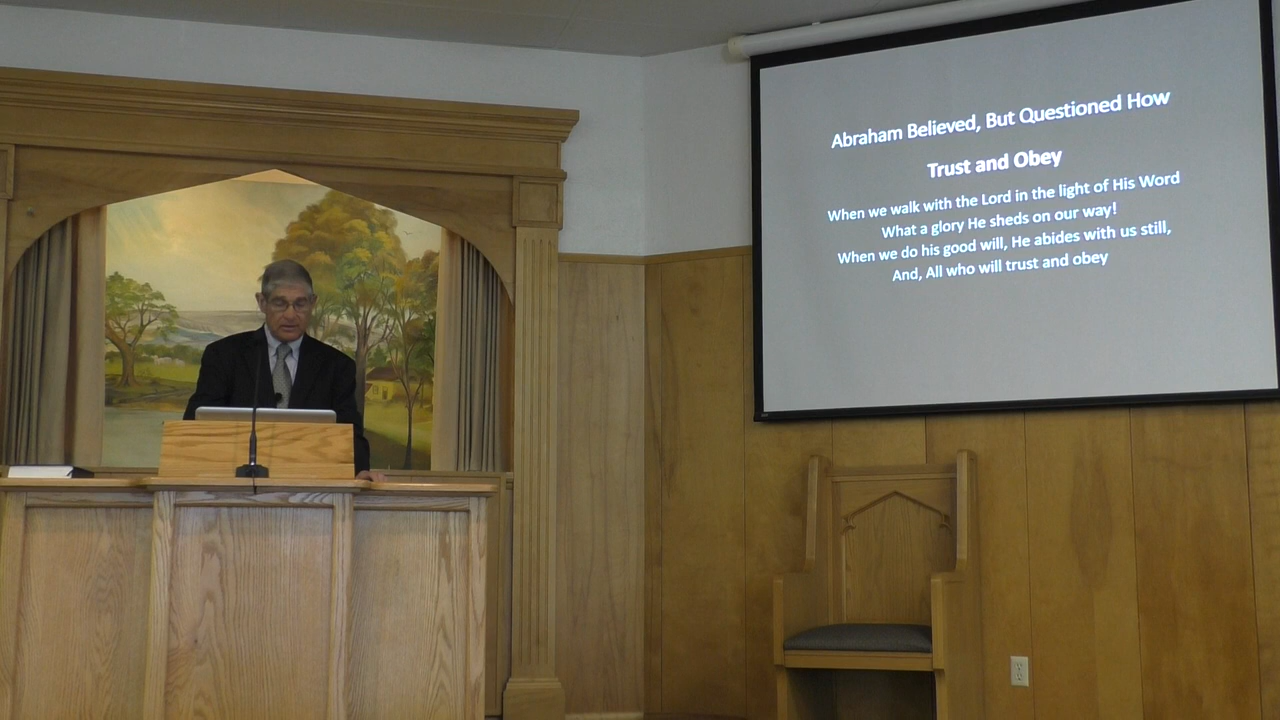 Abraham Believed, But Questioned How
Trust and Obey
When we walk with the Lord in the light of His Word
What a glory He sheds on our way!
When we do his good will, He abides with us still,
And, All who will trust and obey